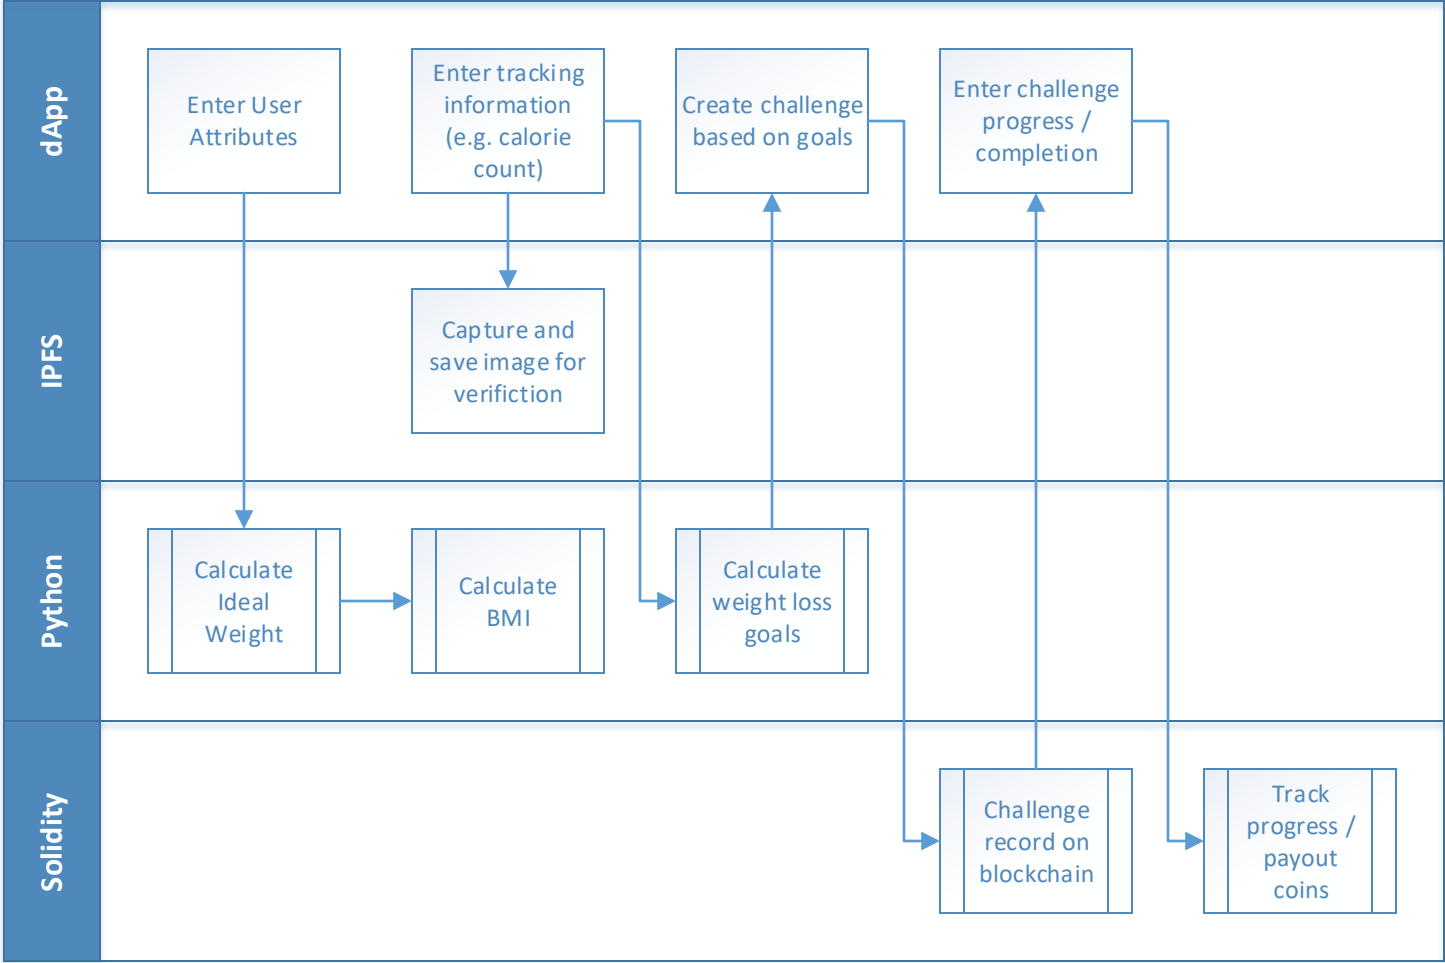 dApp
Enter User
Attributes
Enter tracking
information
(e.g. calorie
count)
Create challenge
based on goals
Enter challenge
progress /
completion
IPFS
Capture and
save image for
verifiction
Python
Calculate
Ideal
Weight
Calculate
BMI
Calculate
weight loss
goals
Solidity
Challenge
record on
blockchain
Track
progress /
payout
coins